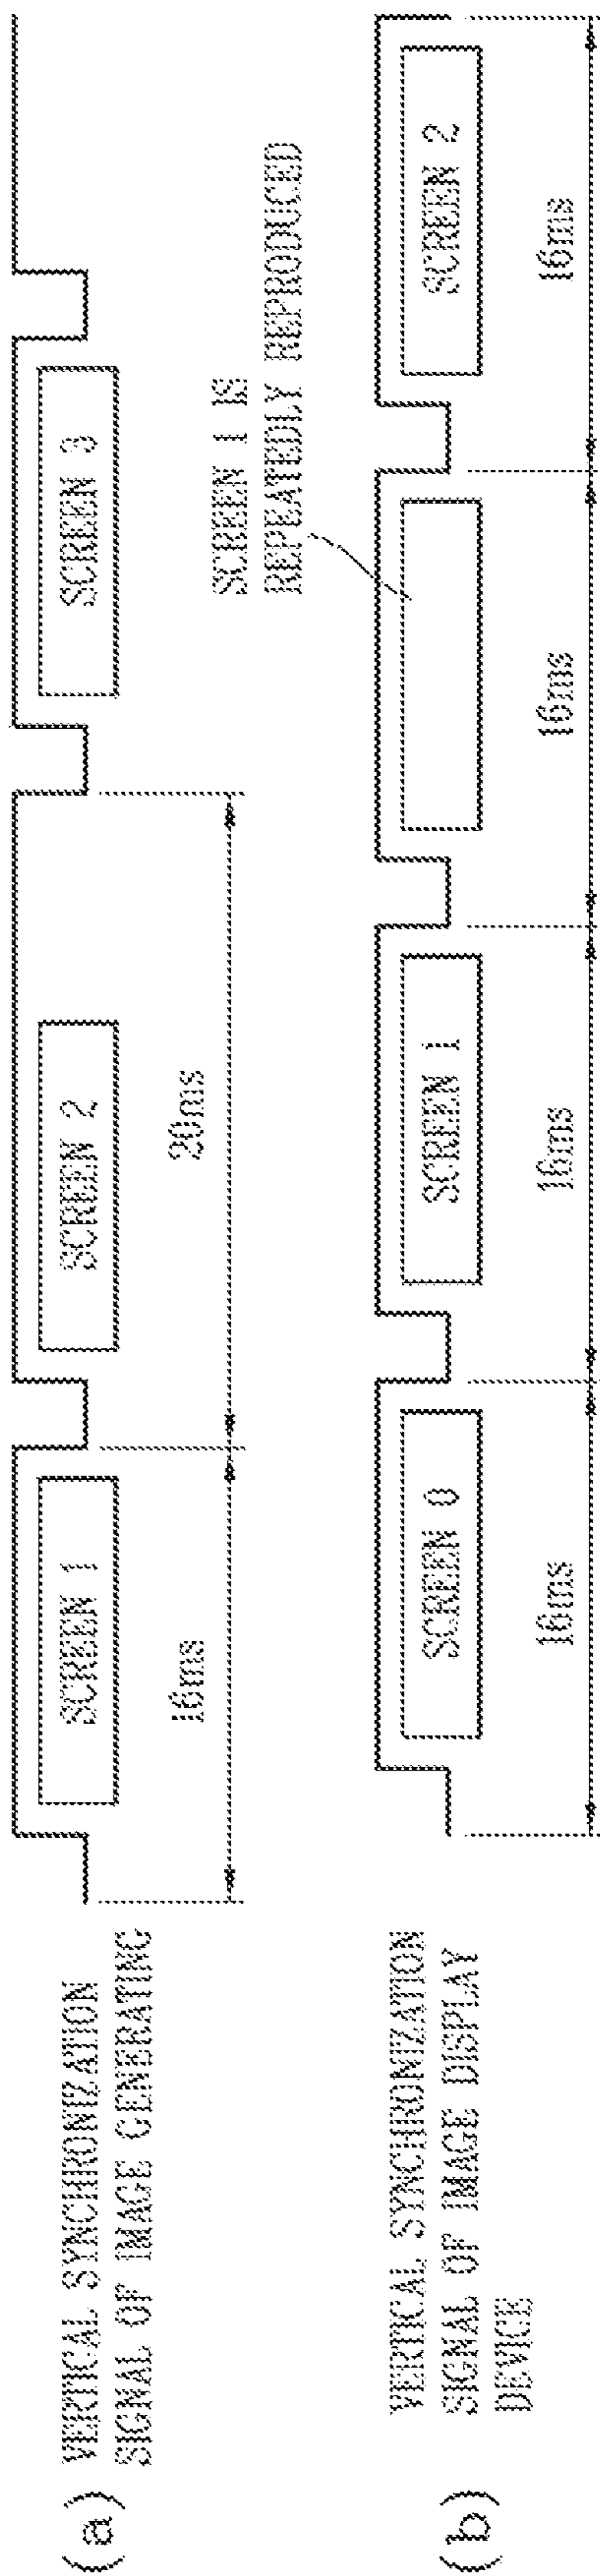 (a)
VERTICAL SYNCHRONIZATION
SIGNAL OF IMAGE GENERATING
SCREEN 1
SCREEN 2
SCREEN 3
16ms
20ms
SCREEN 1 IS
REPEATEDLY REPRODUCED
(b)
VERTICAL SYNCHRONIZATION
SIGNAL OF IMAGE DISPLAY
DEVICE
SCREEN 0
SCREEN 1
SCREEN 2
16ms
16ms
16ms
16ms